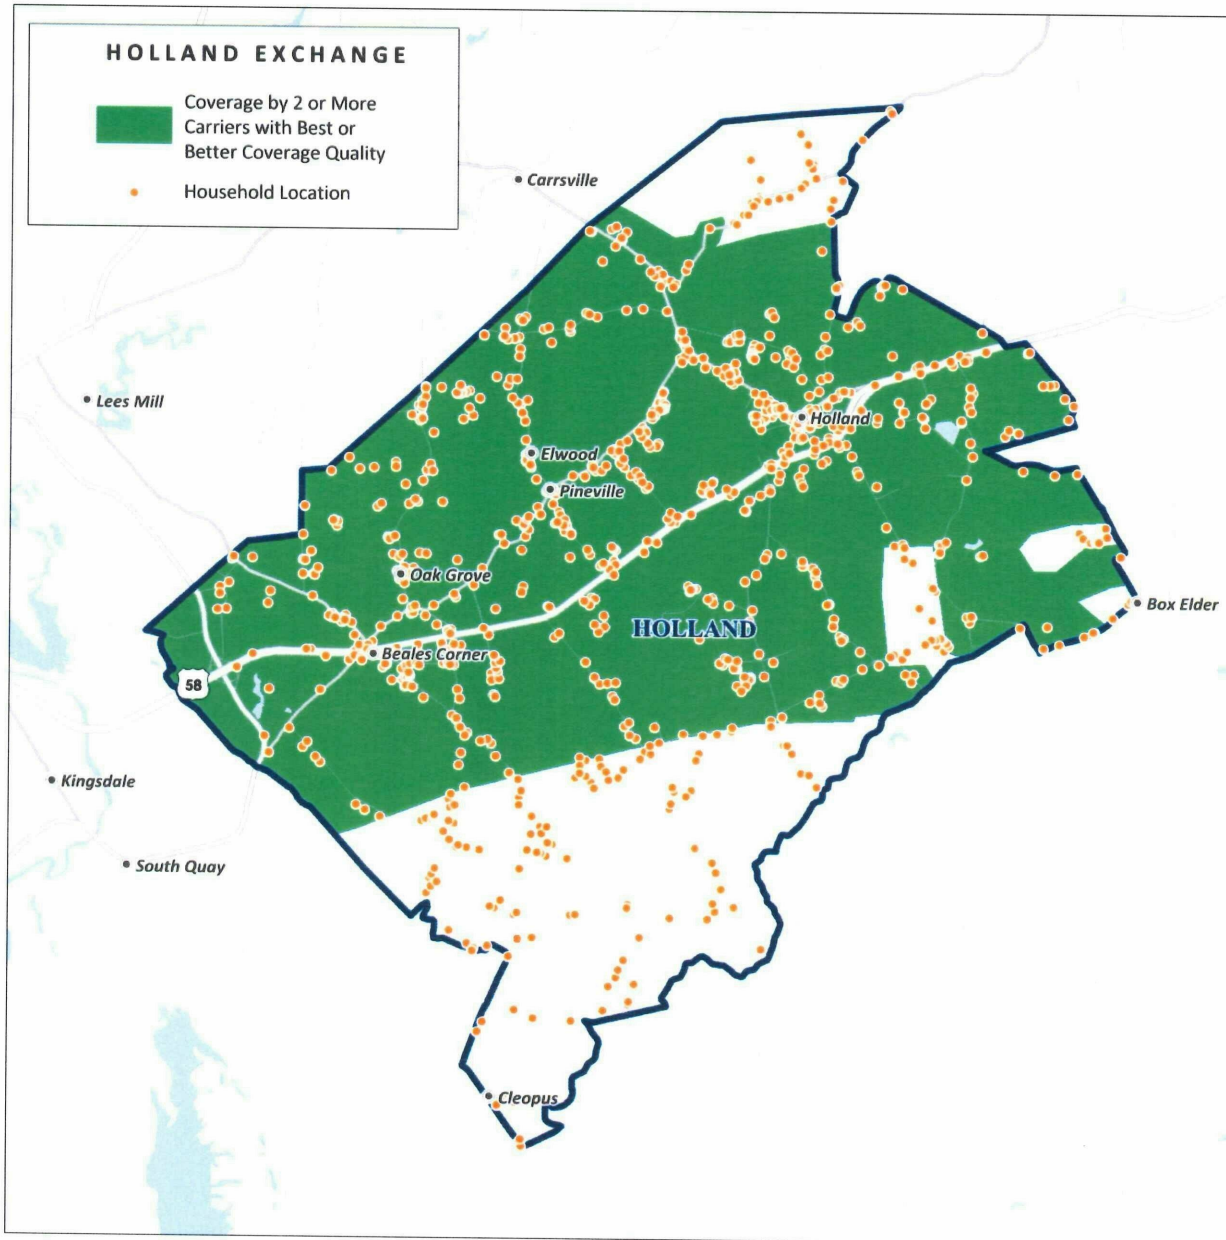 HOLLAND EXCHANGE
Coverage by 2 or More
Carriers with Best or
Better Coverage Quality
Household Location
Carrsville
Lees Mill
Holland
Elwood
Pineville
Oak Grove
Box Elder
HOLLAND
Beales Corner
58
Kingsdale
South Quay
Cleopus